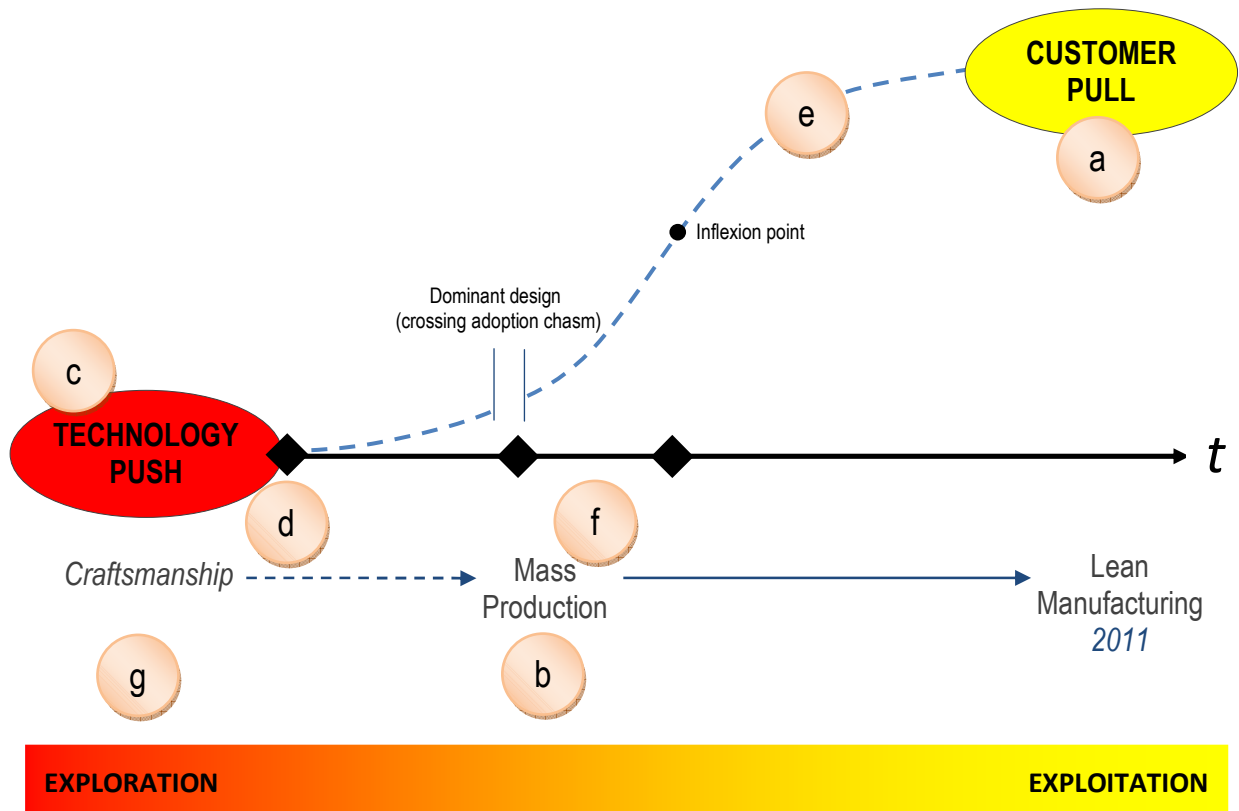 CUSTOMER
PULL
e
a
Inflexion point
Dominant design
(crossing adoption chasm)
c
TECHNOLOGY
PUSH
t
d
f
Craftsmanship
Mass
Production
Lean
Manufacturing
2011
g
b
EXPLORATION
EXPLOITATION